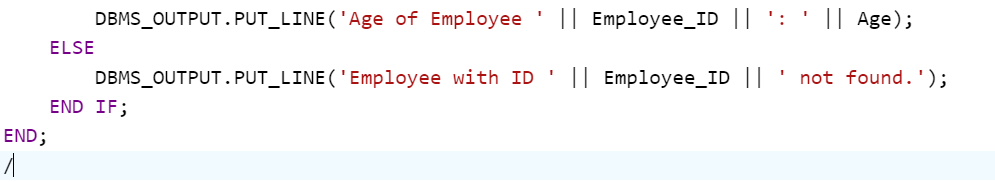 DBMS_OUTPUT.PUT_LINE('Age of Employee ' || Employee_ID || ': ' || Age);
ELSE
DBMS_OUTPUT.PUT_LINE('Employee with ID ' || Employee_ID || ' not found.');
END IF;
END;
/